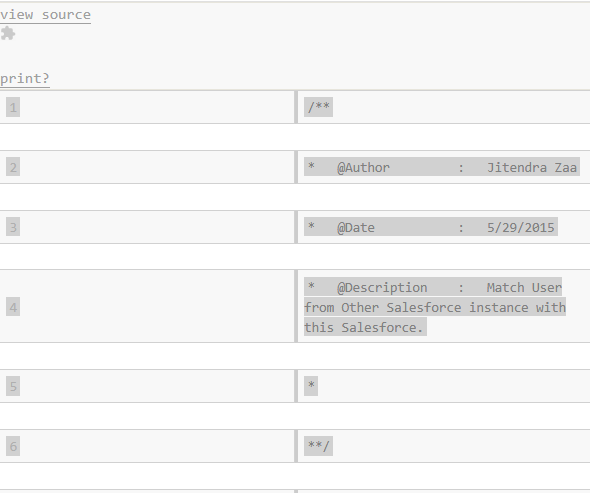 view source
print?
1 /**
2 * @Author : Jitendra Zaa
3 * @Date : 5/29/2015
4 * @Description : Match User
from Other Salesforce instance with
this Salesforce.
5 *
6 **/